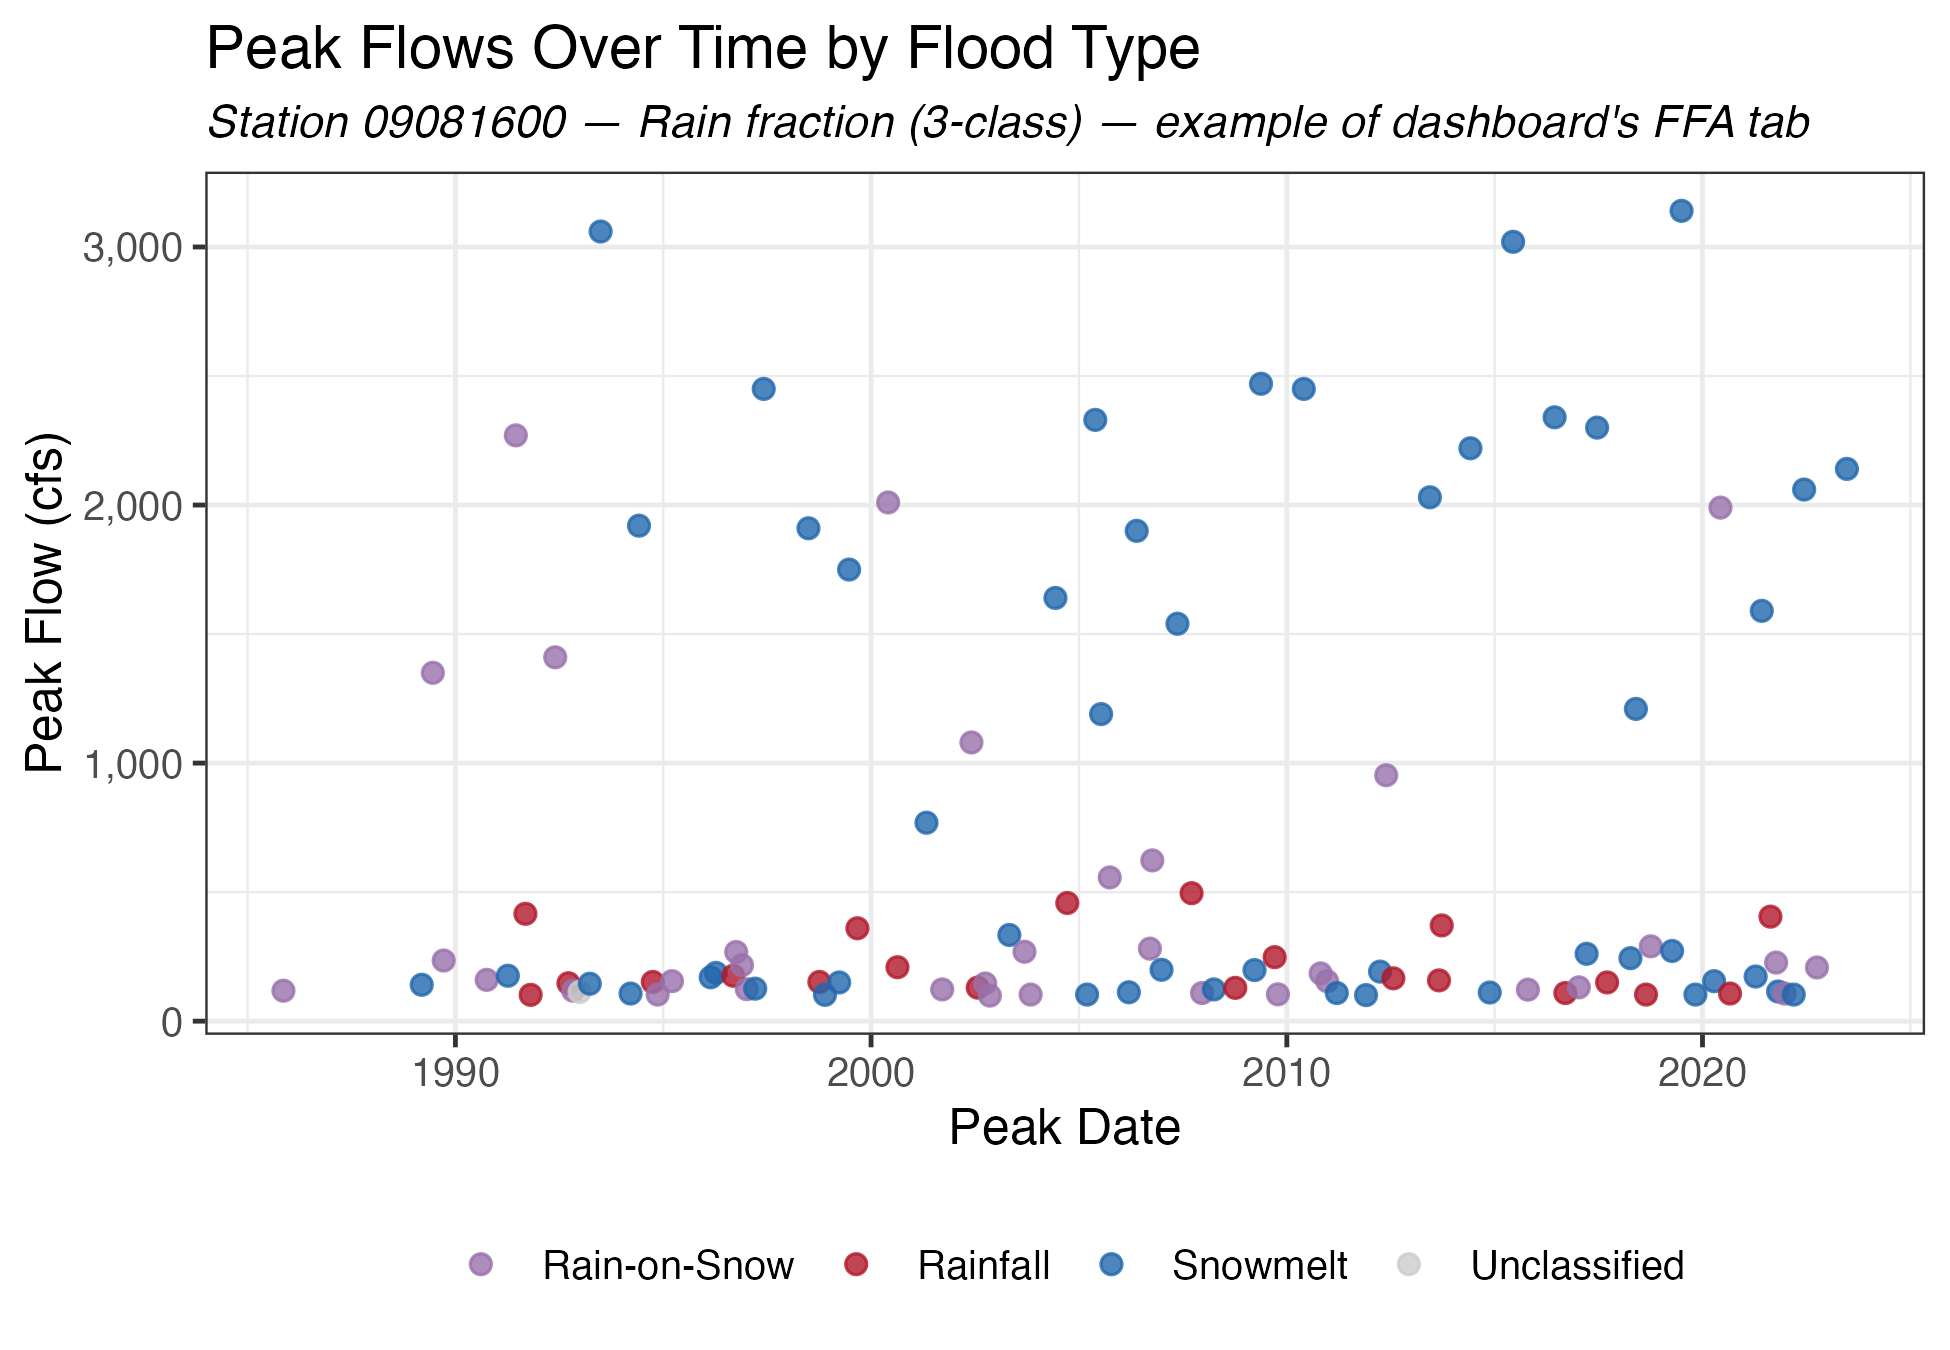 Peak Flows Over Time by Flood Type
Station 09081600 — Rain fraction (3-class) — example of dashboard's FFA tab
Peak Flow (cfs)
3,000
2,000
1,000
0
1990 2000 2010 2020
Peak Date
Rain-on-Snow Rainfall Snowmelt Unclassified